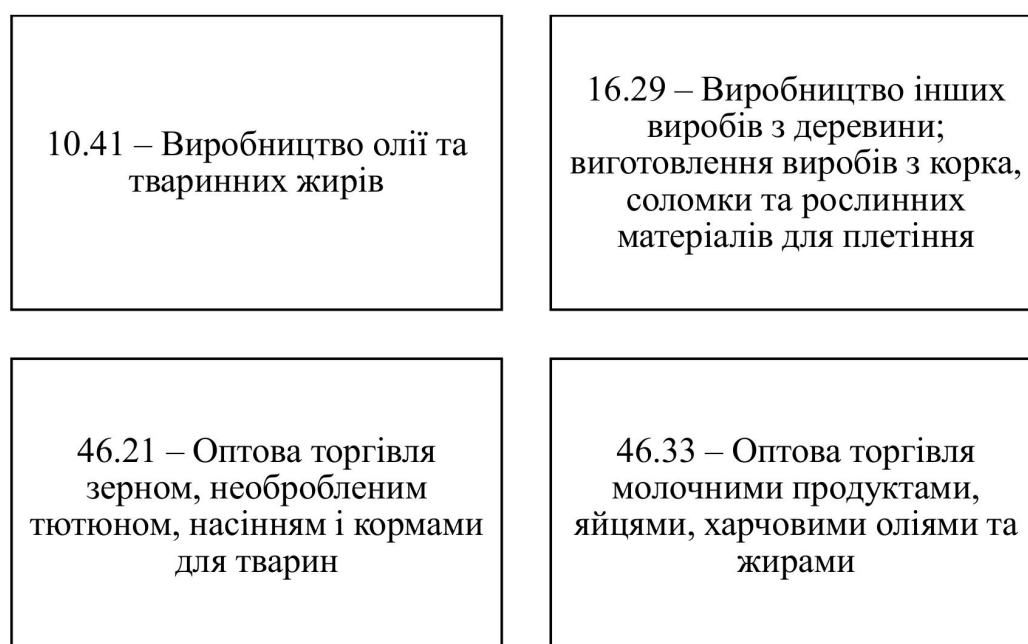 10.41 – Виробництво олії та
тваринних жирів
16.29 – Виробництво інших
виробів з деревини;
виготовлення виробів з корка,
соломки та рослинних
матеріалів для плетіння
46.21 – Оптова торгівля
зерном, необробленим
тютюном, насінням і кормами
для тварин
46.33 – Оптова торгівля
молочними продуктами,
яйцями, харчовими оліями та
жирами